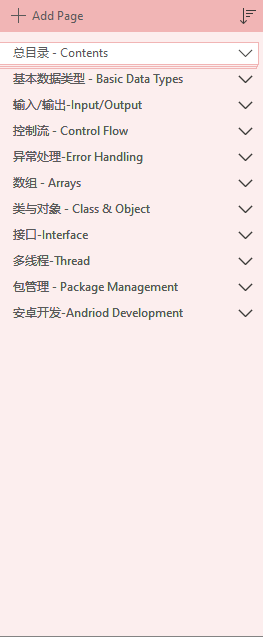 Add Page
总目录 - Contents
基本数据类型 - Basic Data Types
输入/输出-Input/Output
控制流 - Control Flow
异常处理-Error Handling
数组 - Arrays
类与对象 - Class & Object
接口-Interface
多线程-Thread
包管理 - Package Management
安卓开发-Andriod Development